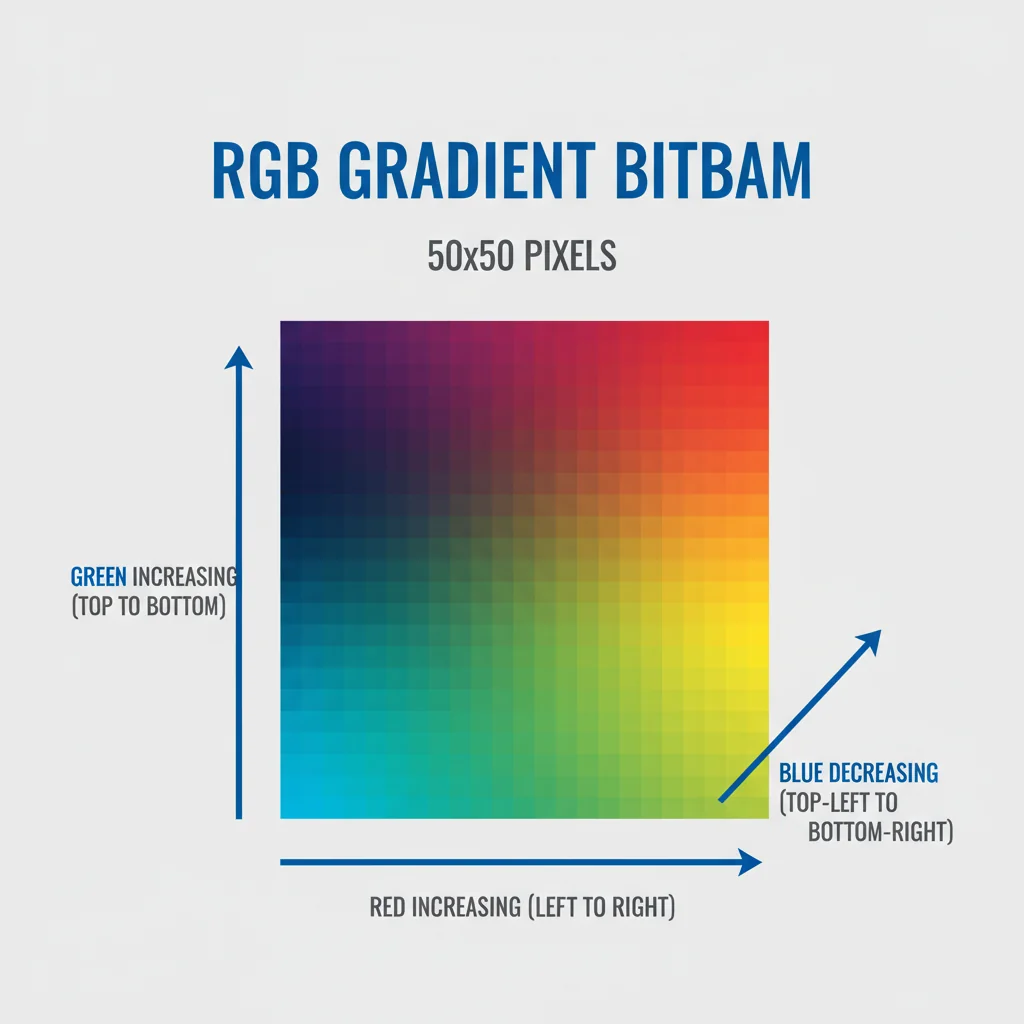 RGB GRADIENT BITBAM
50x50 PIXELS
GREEN INCREASING
(TOP TO BOTTOM)
BLUE DECREASING
(TOP-LEFT TO
BOTTOM-RIGHT)
RED INCREASING (LEFT TO RIGHT)